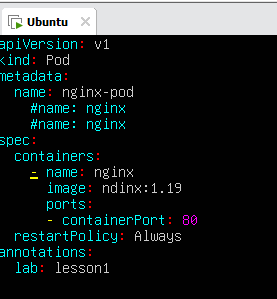 Ubuntu
apiVersion: v1
kind: Pod
metadata:
  name: nginx-pod
    #name: nginx
    #name: nginx
spec:
  containers:
    - name: nginx
      image: ndinx:1.19
      ports:
      - containerPort: 80
  restartPolicy: Always
annotations:
  lab: lesson1